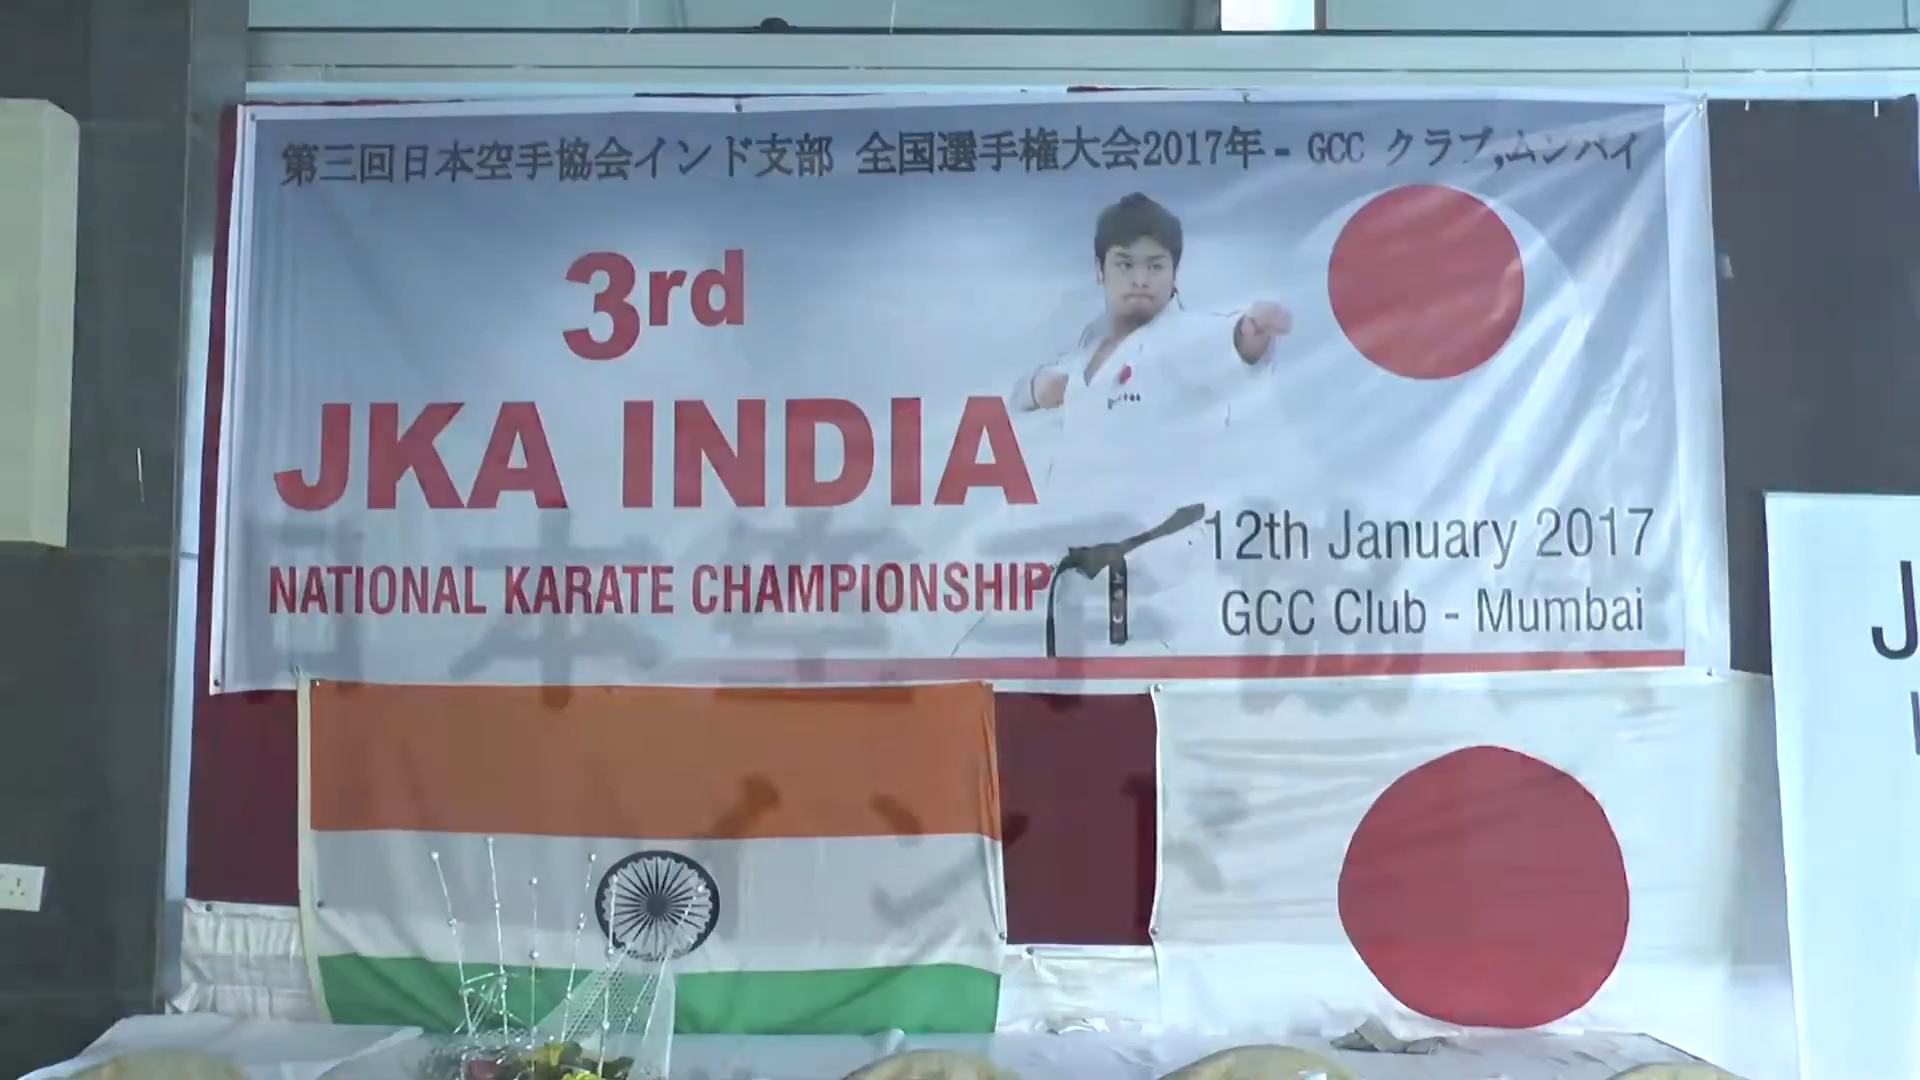 第三回日本空手協会インド支部 全国選手権大会2017年 - GCC クラブ,ムンバイ
3rd
JKA INDIA
NATIONAL KARATE CHAMPIONSHIP
12th January 2017
GCC Club - Mumbai
J